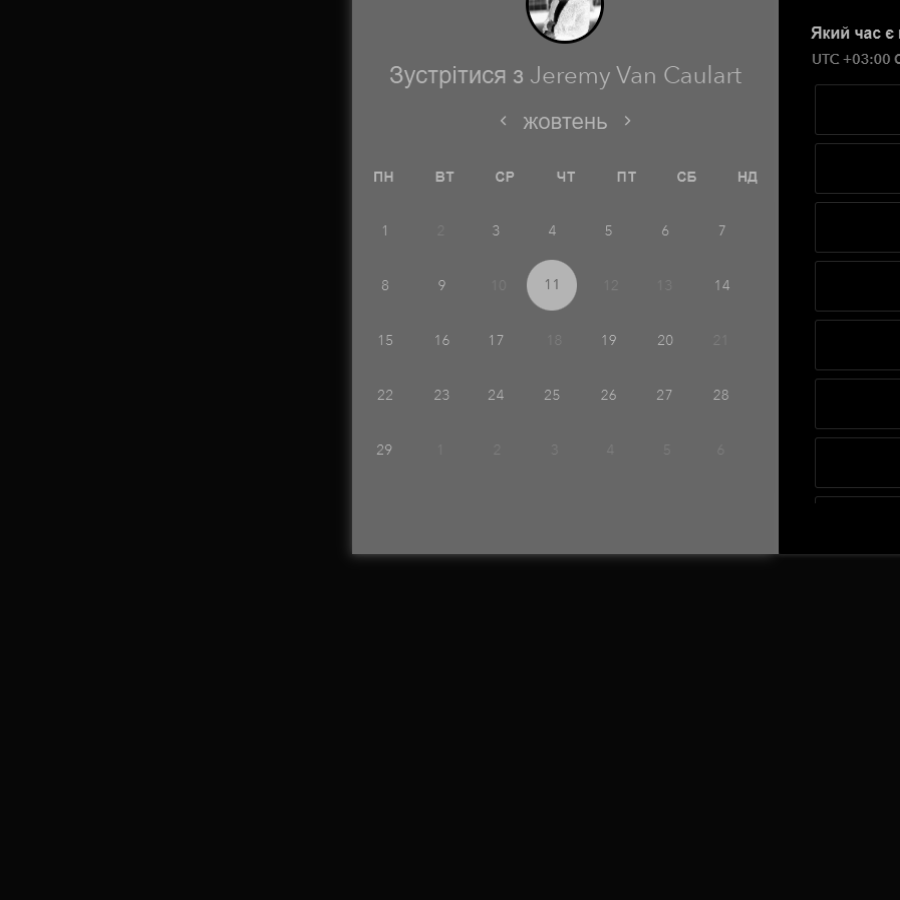 Зустрітися з Jeremy Van Caulart
жовтень
ПН ВТ СР ЧТ ПТ СБ НД
1 2 3 4 5 6 7
8 9 10 11 12 13 14
15 16 17 18 19 20 21
22 23 24 25 26 27 28
29 1 2 3 4 5 6
Який час є
UTC +03:00